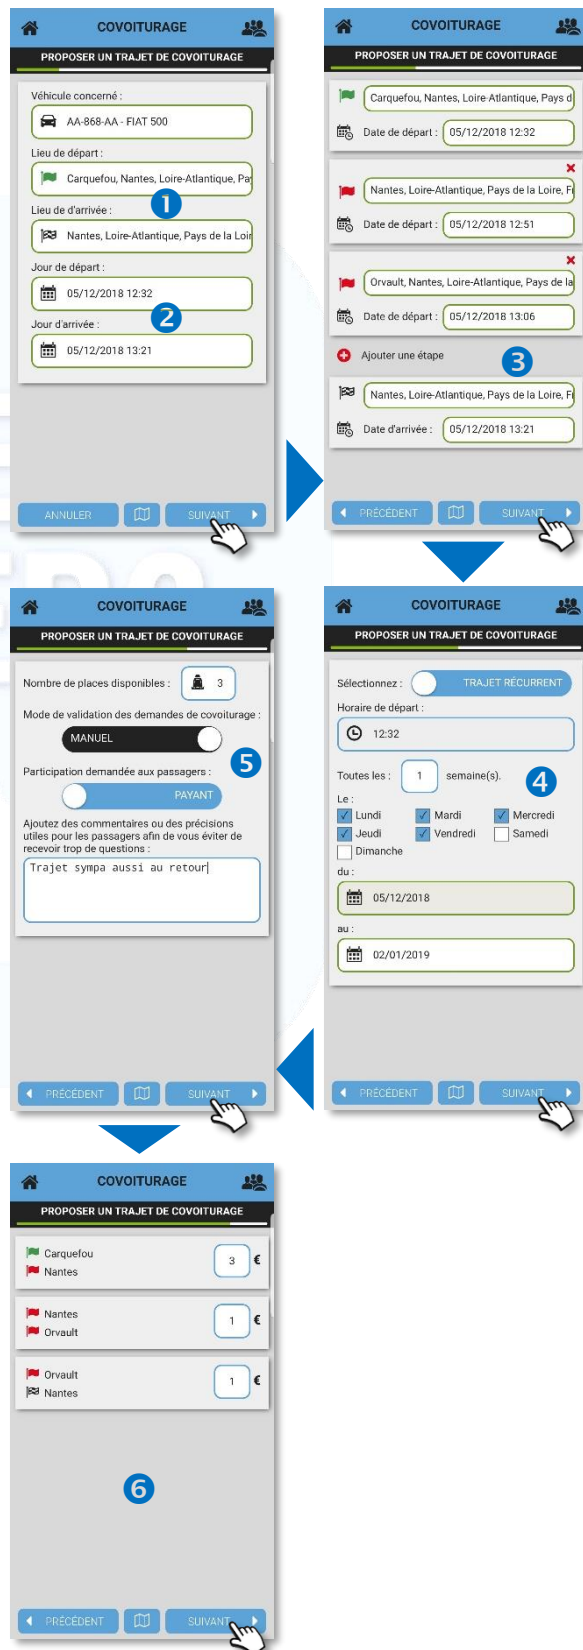 COVOITURAGE
PROPOSER UN TRAJET DE COVOITURAGE
Véhicule concerné :
AA-868-AA - FIAT 500
Lieu de départ :
Carquefou, Nantes, Loire-Atlantique, Pay
1
Lieu de d'arrivée :
Nantes, Loire-Atlantique, Pays de la Loir
Jour de départ :
05/12/2018 12:32
2
Jour d'arrivée :
05/12/2018 13:21
ANNULER
SUIVANT
COVOITURAGE
PROPOSER UN TRAJET DE COVOITURAGE
Carquefou, Nantes, Loire-Atlantique, Pays d
Date de départ : 05/12/2018 12:32
Nantes, Loire-Atlantique, Pays de la Loire, Fr
Date de départ : 05/12/2018 12:51
Orvault, Nantes, Loire-Atlantique, Pays de la
Date de départ : 05/12/2018 13:06
Ajouter une étape
3
Nantes, Loire-Atlantique, Pays de la Loire, Fr
Date d'arrivée : 05/12/2018 13:21
PRÉCÉDENT
SUIVANT
COVOITURAGE
PROPOSER UN TRAJET DE COVOITURAGE
Sélectionnez : TRAJET RÉCURRENT
Horaire de départ :
12:32
Toutes les : 1 semaine(s).
4
Le :
Lundi Mardi Mercredi
Jeudi Vendredi Samedi
Dimanche
du :
05/12/2018
au :
02/01/2019
PRÉCÉDENT
SUIVANT
COVOITURAGE
PROPOSER UN TRAJET DE COVOITURAGE
Nombre de places disponibles : 3
Mode de validation des demandes de covoiturage :
MANUEL
5
Participation demandée aux passagers :
PAYANT
Ajoutez des commentaires ou des précisions
utiles pour les passagers afin de vous éviter de
recevoir trop de questions :
Trajet sympa aussi au retour
PRÉCÉDENT
SUIVANT
COVOITURAGE
PROPOSER UN TRAJET DE COVOITURAGE
Carquefou
3 €
Nantes
Nantes
1 €
Orvault
Orvault
1 €
Nantes
6
PRÉCÉDENT
SUIVANT